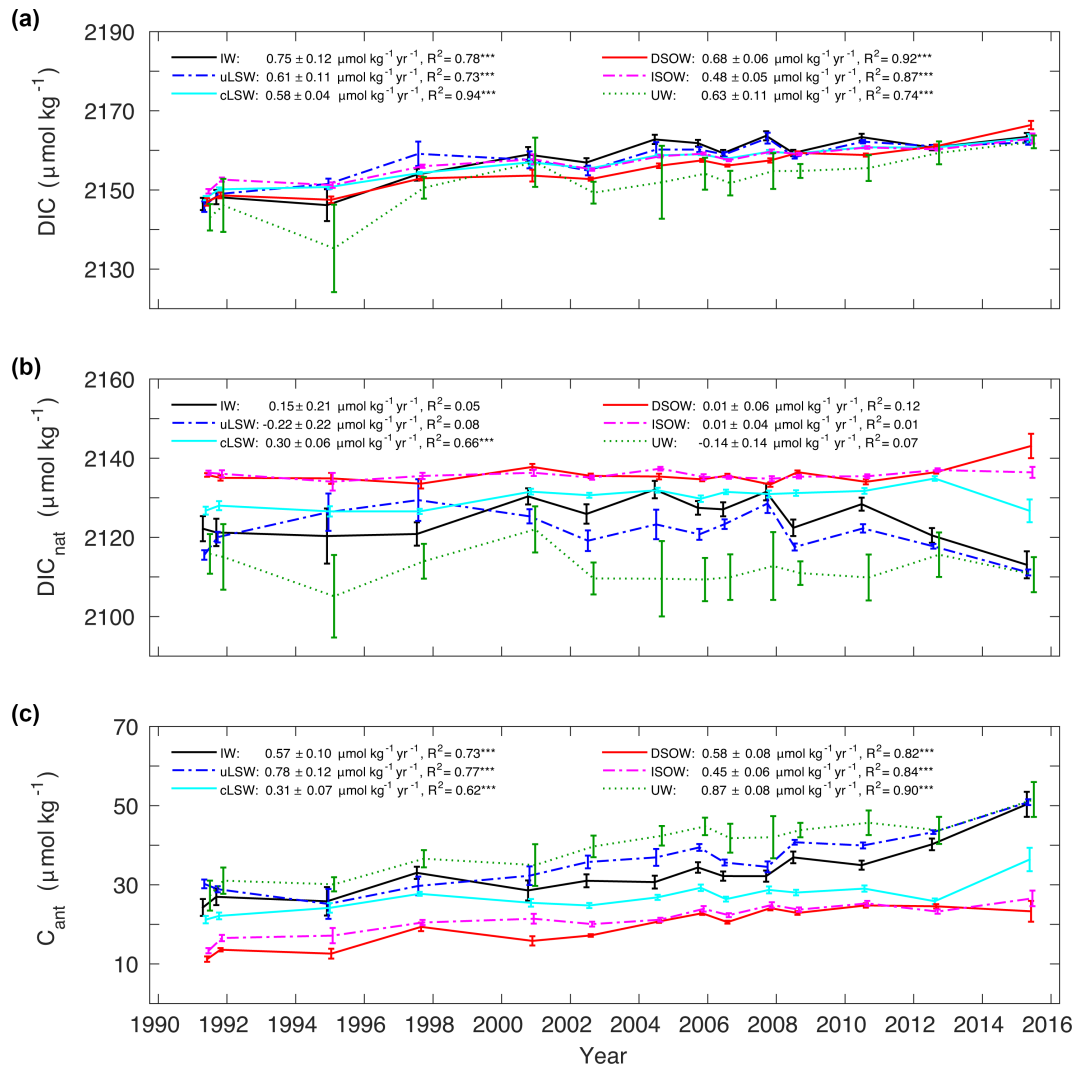 (a)
2190
2170
2150
2130
DIC (µmol kg⁻¹)
IW: 0.75 ± 0.12 µmol kg⁻¹ yr⁻¹, R² = 0.78***
uLSW: 0.61 ± 0.11 µmol kg⁻¹ yr⁻¹, R² = 0.73***
cLSW: 0.58 ± 0.04 µmol kg⁻¹ yr⁻¹, R² = 0.94***
DSOW: 0.68 ± 0.06 µmol kg⁻¹ yr⁻¹, R² = 0.92***
ISOW: 0.48 ± 0.05 µmol kg⁻¹ yr⁻¹, R² = 0.87***
UW: 0.63 ± 0.11 µmol kg⁻¹ yr⁻¹, R² = 0.74***
(b)
2160
2140
2120
2100
DICnat (µmol kg⁻¹)
IW: 0.15 ± 0.21 µmol kg⁻¹ yr⁻¹, R² = 0.05
uLSW: -0.22 ± 0.22 µmol kg⁻¹ yr⁻¹, R² = 0.08
cLSW: 0.30 ± 0.06 µmol kg⁻¹ yr⁻¹, R² = 0.66***
DSOW: 0.01 ± 0.06 µmol kg⁻¹ yr⁻¹, R² = 0.12
ISOW: 0.01 ± 0.04 µmol kg⁻¹ yr⁻¹, R² = 0.01
UW: -0.14 ± 0.14 µmol kg⁻¹ yr⁻¹, R² = 0.07
(c)
70
50
30
10
Cant (µmol kg⁻¹)
IW: 0.57 ± 0.10 µmol kg⁻¹ yr⁻¹, R² = 0.73***
uLSW: 0.78 ± 0.12 µmol kg⁻¹ yr⁻¹, R² = 0.77***
cLSW: 0.31 ± 0.07 µmol kg⁻¹ yr⁻¹, R² = 0.62***
DSOW: 0.58 ± 0.08 µmol kg⁻¹ yr⁻¹, R² = 0.82***
ISOW: 0.45 ± 0.06 µmol kg⁻¹ yr⁻¹, R² = 0.84***
UW: 0.87 ± 0.08 µmol kg⁻¹ yr⁻¹, R² = 0.90***
1990 1992 1994 1996 1998 2000 2002 2004 2006 2008 2010 2012 2014 2016
Year